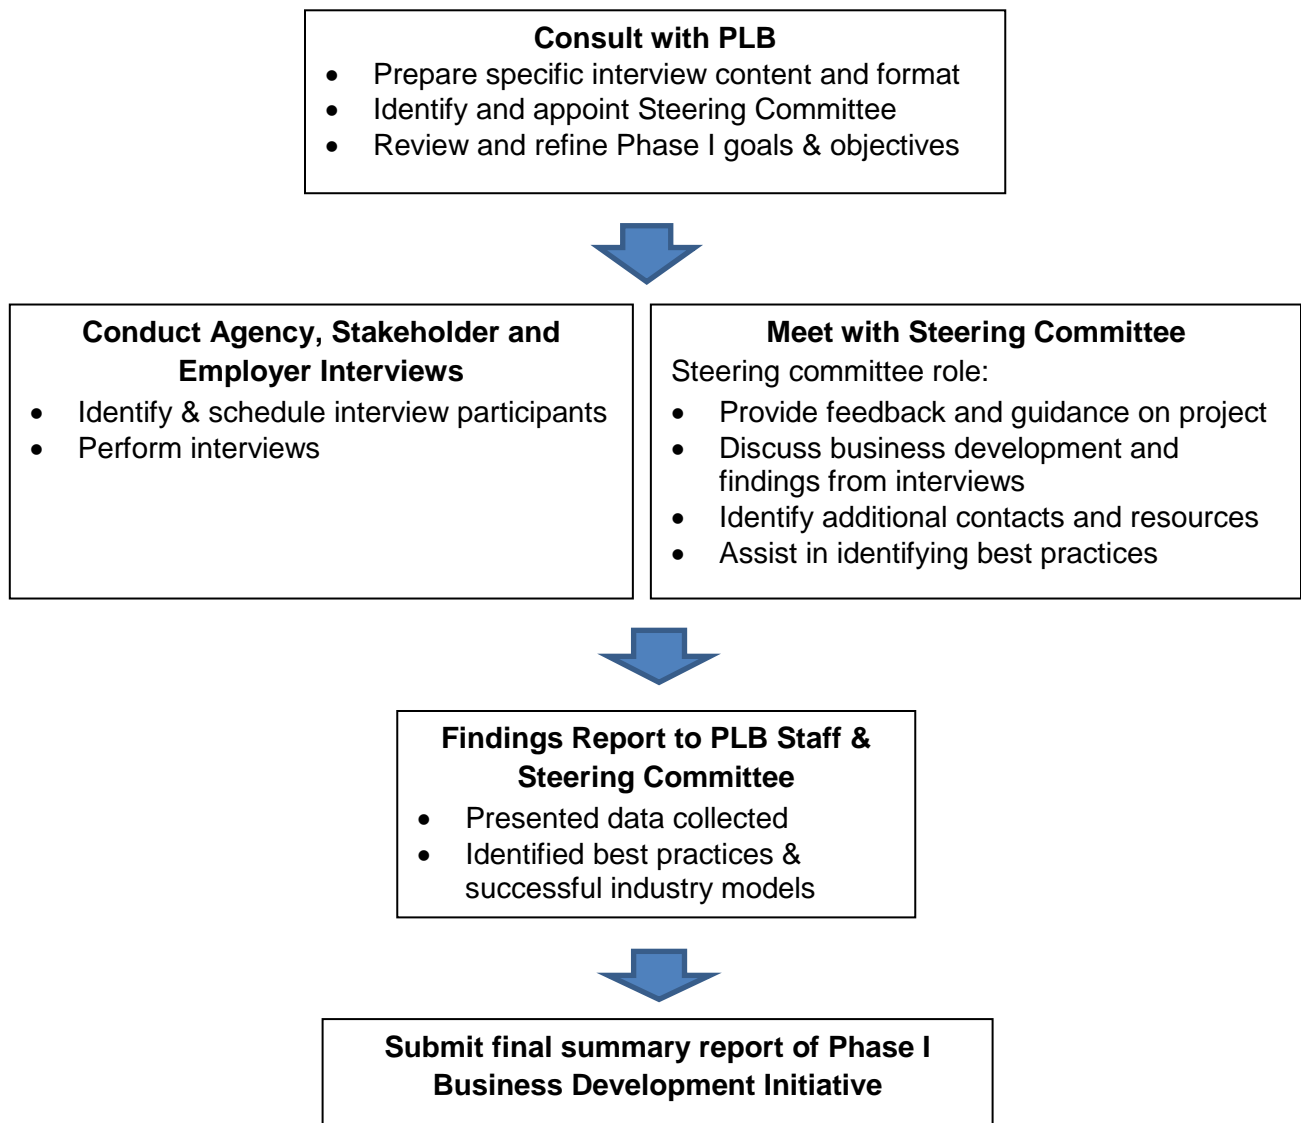 Consult with PLB
• Prepare specific interview content and format
• Identify and appoint Steering Committee
• Review and refine Phase I goals & objectives
Conduct Agency, Stakeholder and
Employer Interviews
• Identify & schedule interview participants
• Perform interviews
Meet with Steering Committee
Steering committee role:
• Provide feedback and guidance on project
• Discuss business development and
findings from interviews
• Identify additional contacts and resources
• Assist in identifying best practices
Findings Report to PLB Staff &
Steering Committee
• Presented data collected
• Identified best practices &
successful industry models
Submit final summary report of Phase I
Business Development Initiative